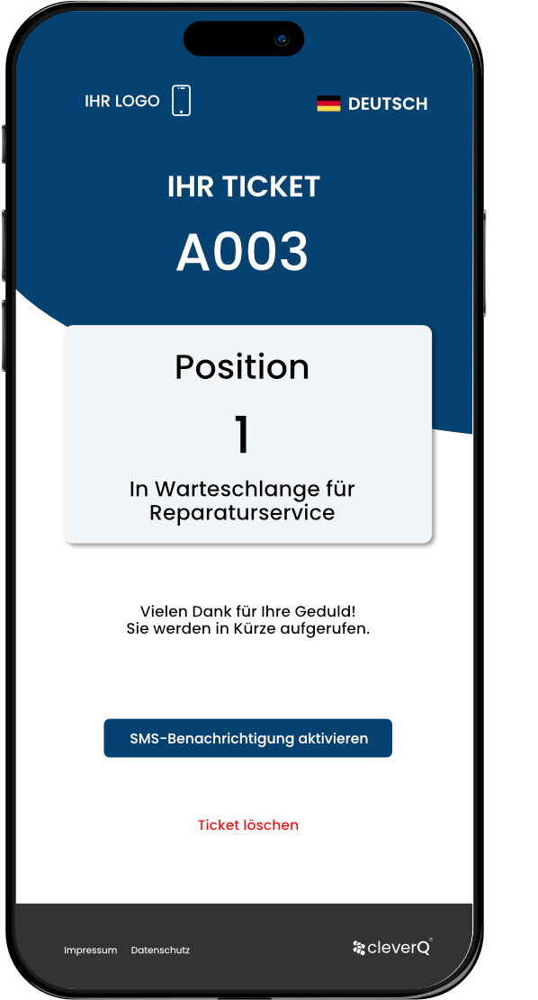 IHR LOGO
DEUTSCH
IHR TICKET
A003
Position
1
In Warteschlange für
Reparaturservice
Vielen Dank für Ihre Geduld!
Sie werden in Kürze aufgerufen.
SMS-Benachrichtigung aktivieren
Ticket löschen
Impressum Datenschutz
cleverQ®